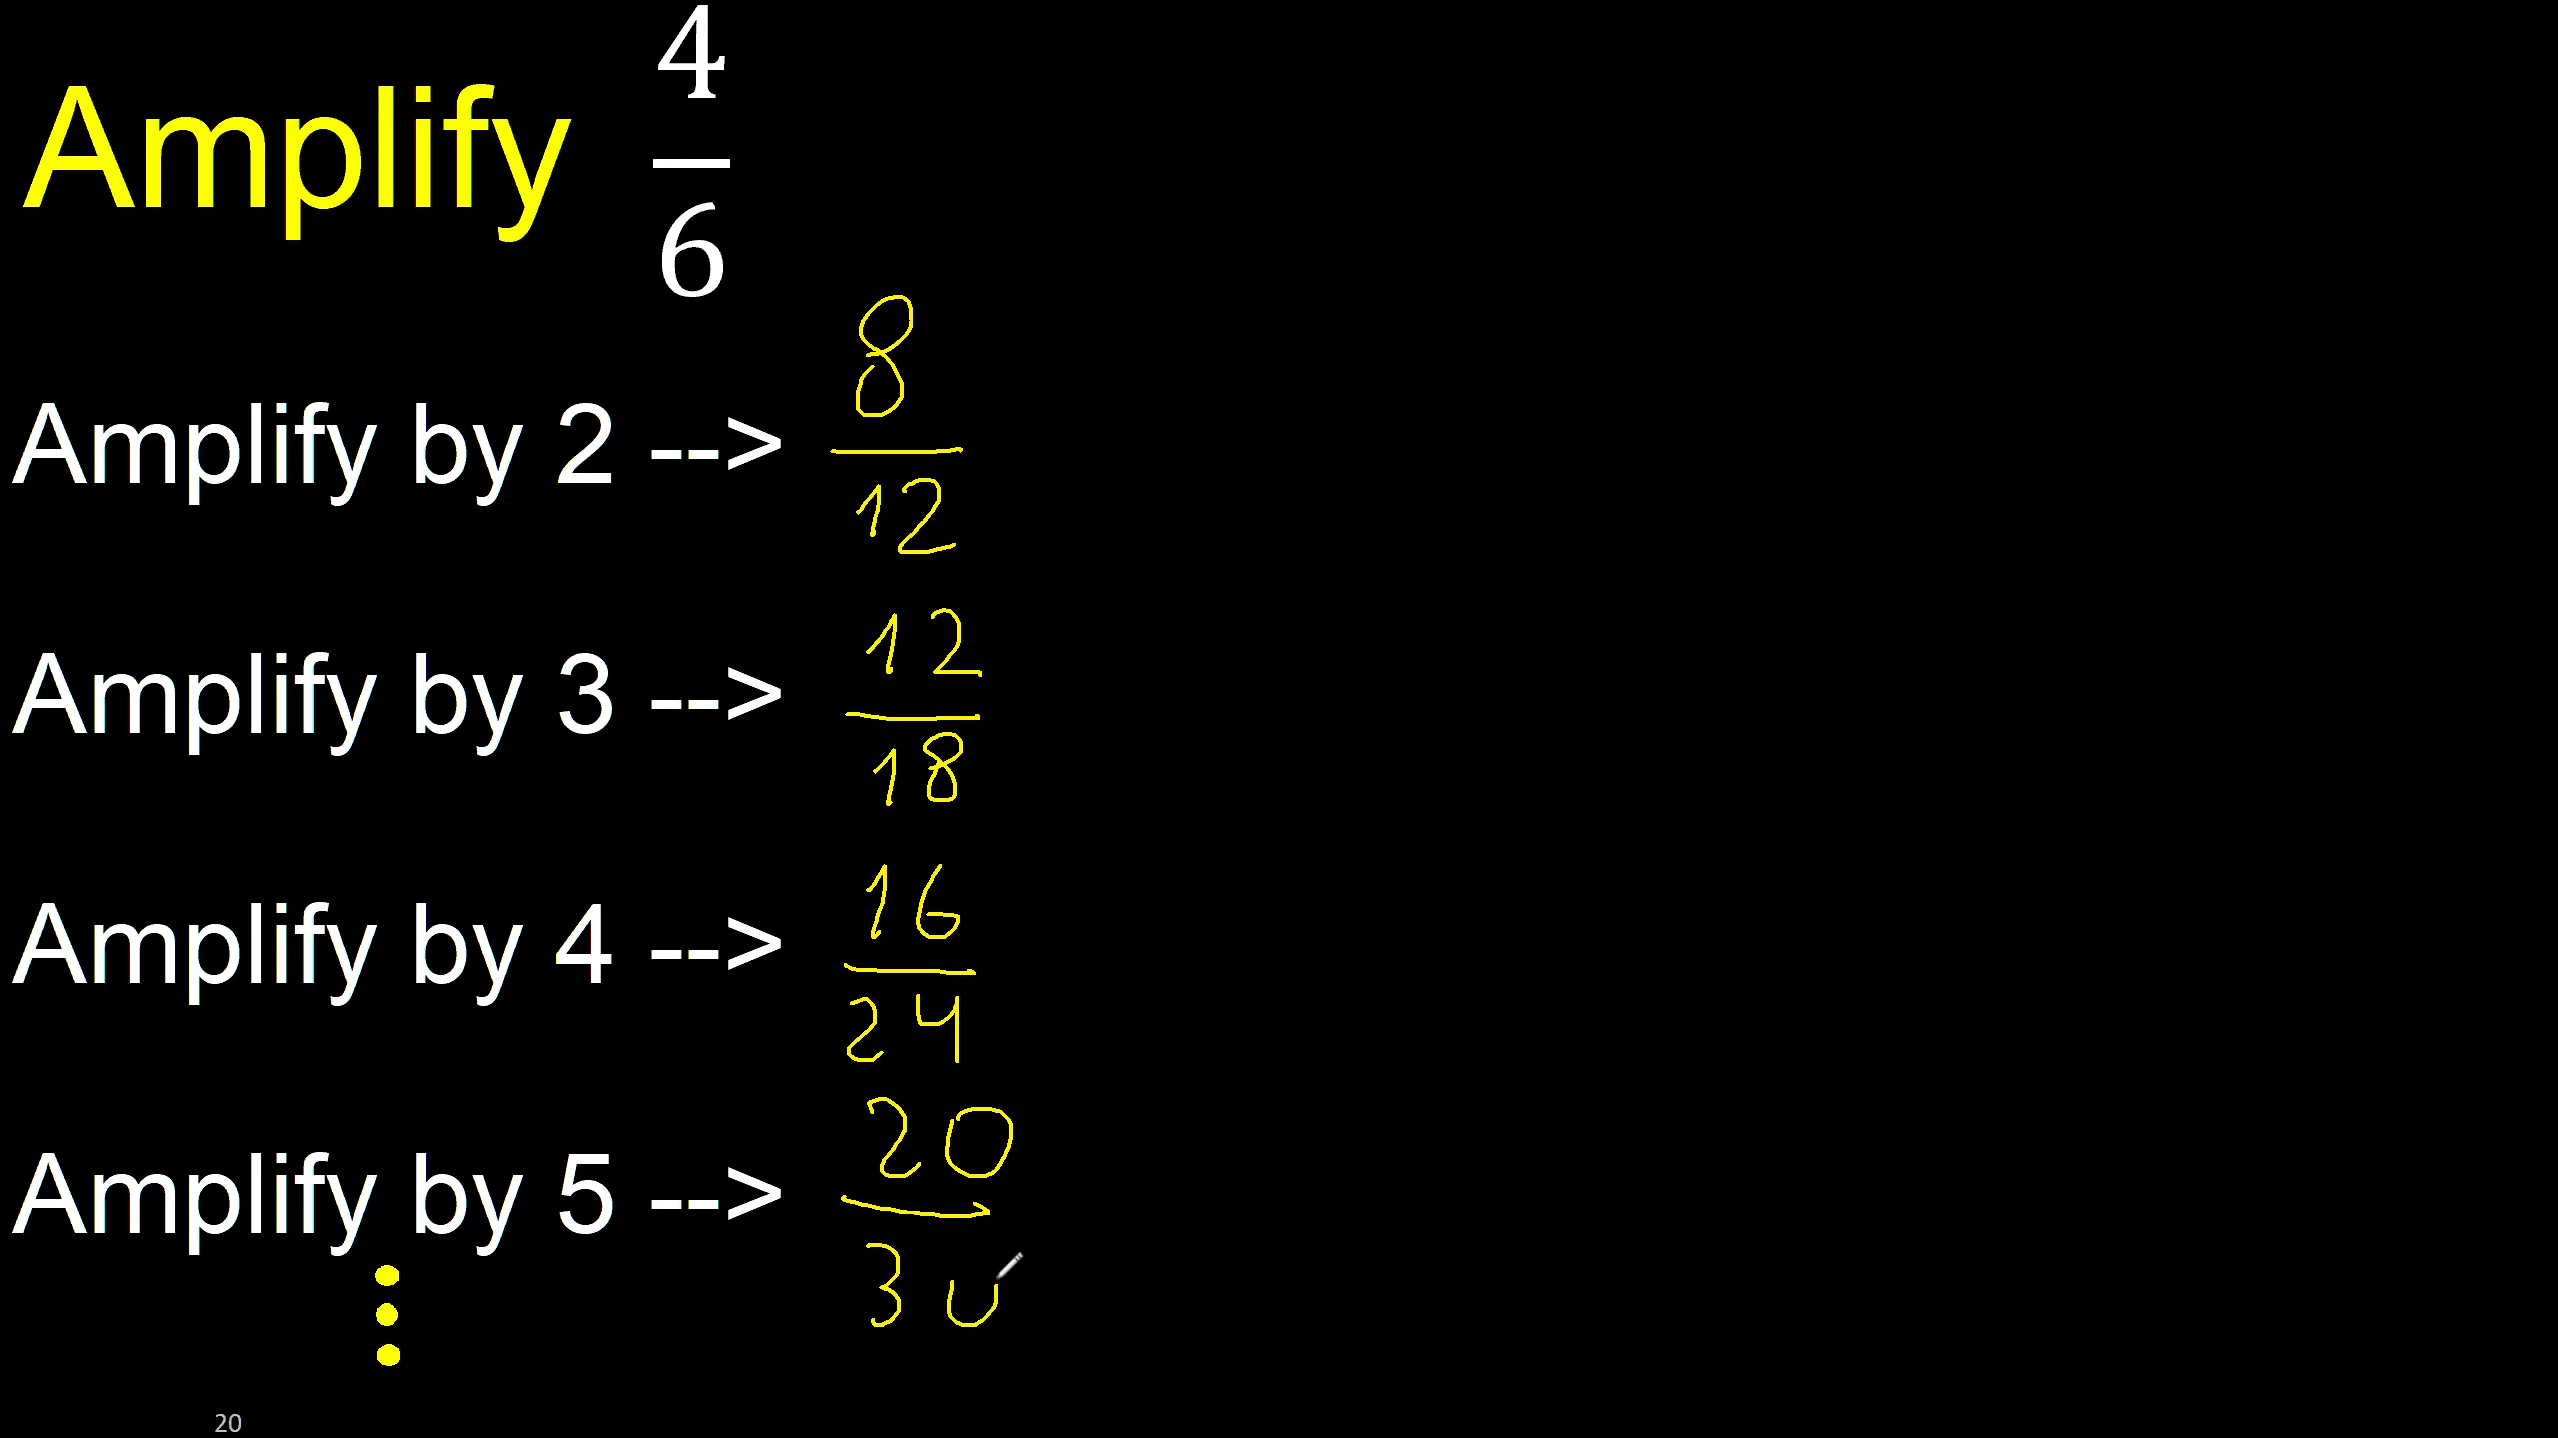 Amplify 4/6
Amplify by 2 --> 8/12
Amplify by 3 --> 12/18
Amplify by 4 --> 16/24
Amplify by 5 --> 20/30
20